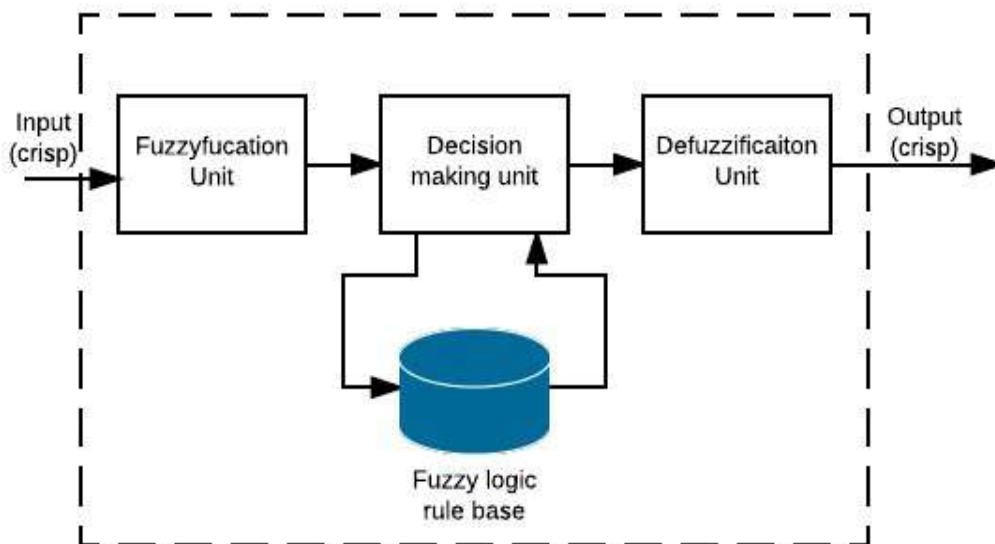 Input
(crisp)
Fuzzyfucation
Unit
Decision
making unit
Defuzzificaiton
Unit
Output
(crisp)
Fuzzy logic
rule base